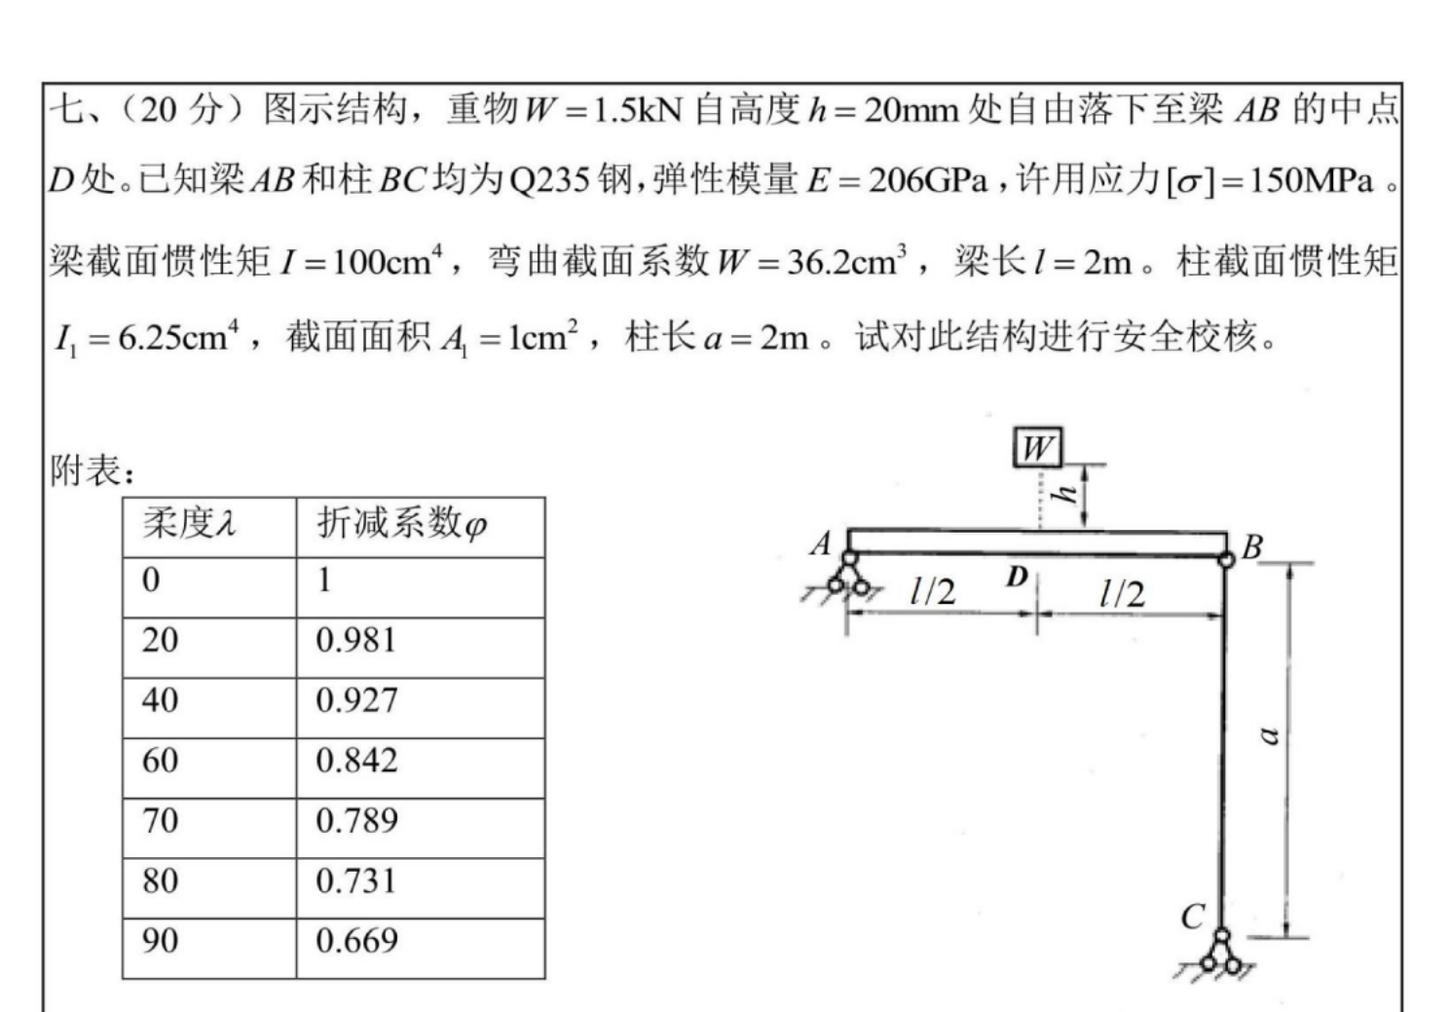 七、（20 分）图示结构，重物 W = 1.5kN 自高度 h = 20mm 处自由落下至梁 AB 的中点
D 处。已知梁 AB 和柱 BC 均为 Q235 钢，弹性模量 E = 206GPa ，许用应力 [σ] = 150MPa 。
梁截面惯性矩 I = 100cm⁴ ， 弯曲截面系数 W = 36.2cm³ ， 梁长 l = 2m 。柱截面惯性矩
I₁ = 6.25cm⁴ ， 截面面积 A₁ = 1cm² ， 柱长 a = 2m 。试对此结构进行安全校核。
附表：
柔度λ 折减系数φ
0 1
20 0.981
40 0.927
60 0.842
70 0.789
80 0.731
90 0.669
W
h
A
B
D
l/2
l/2
a
C